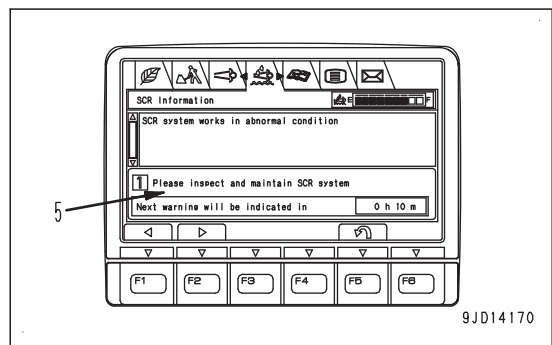 SCR Information
E F
SCR system works in abnormal condition
1 Please inspect and maintain SCR system
5
Next warning will be indicated in 0 h 10 m
F1 F2 F3 F4 F5 F6
9JD14170